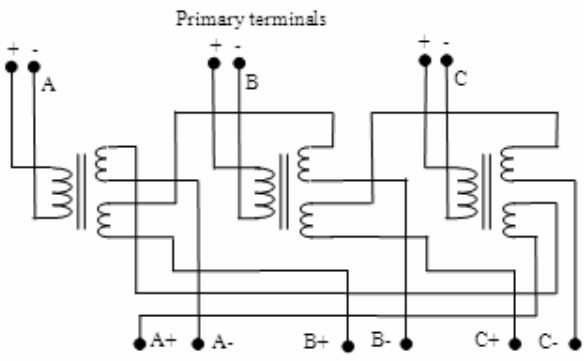 Primary terminals
+ - + - + -
A B C
A+ A- B+ B- C+ C-